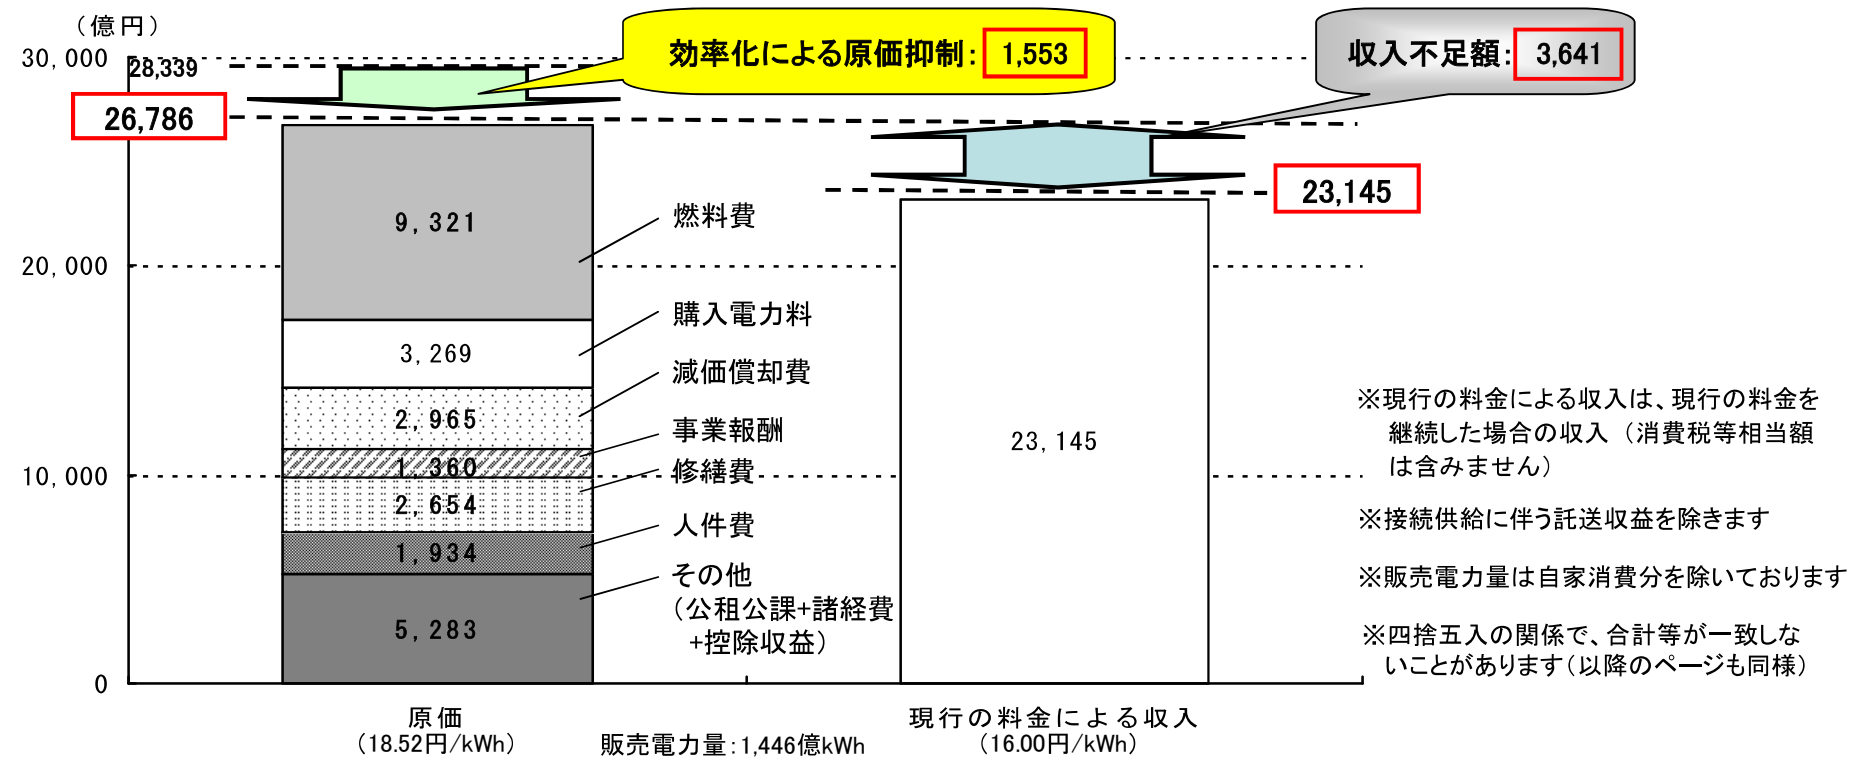 （億円）
効率化による原価抑制： 1,553
収入不足額： 3,641
30,000
28,339
26,786
23,145
9,321
燃料費
20,000
購入電力料
3,269
減価償却費
2,965
事業報酬
1,360
修繕費
10,000
2,654
人件費
1,934
その他
（公租公課+諸経費
+控除収益）
5,283
0
23,145
※現行の料金による収入は、現行の料金を
継続した場合の収入（消費税等相当額
は含みません）
※接続供給に伴う託送収益を除きます
※販売電力量は自家消費分を除いております
※四捨五入の関係で、合計等が一致しな
いことがあります（以降のページも同様）
原価
（18.52円/kWh）
販売電力量：1,446億kWh
現行の料金による収入
（16.00円/kWh）